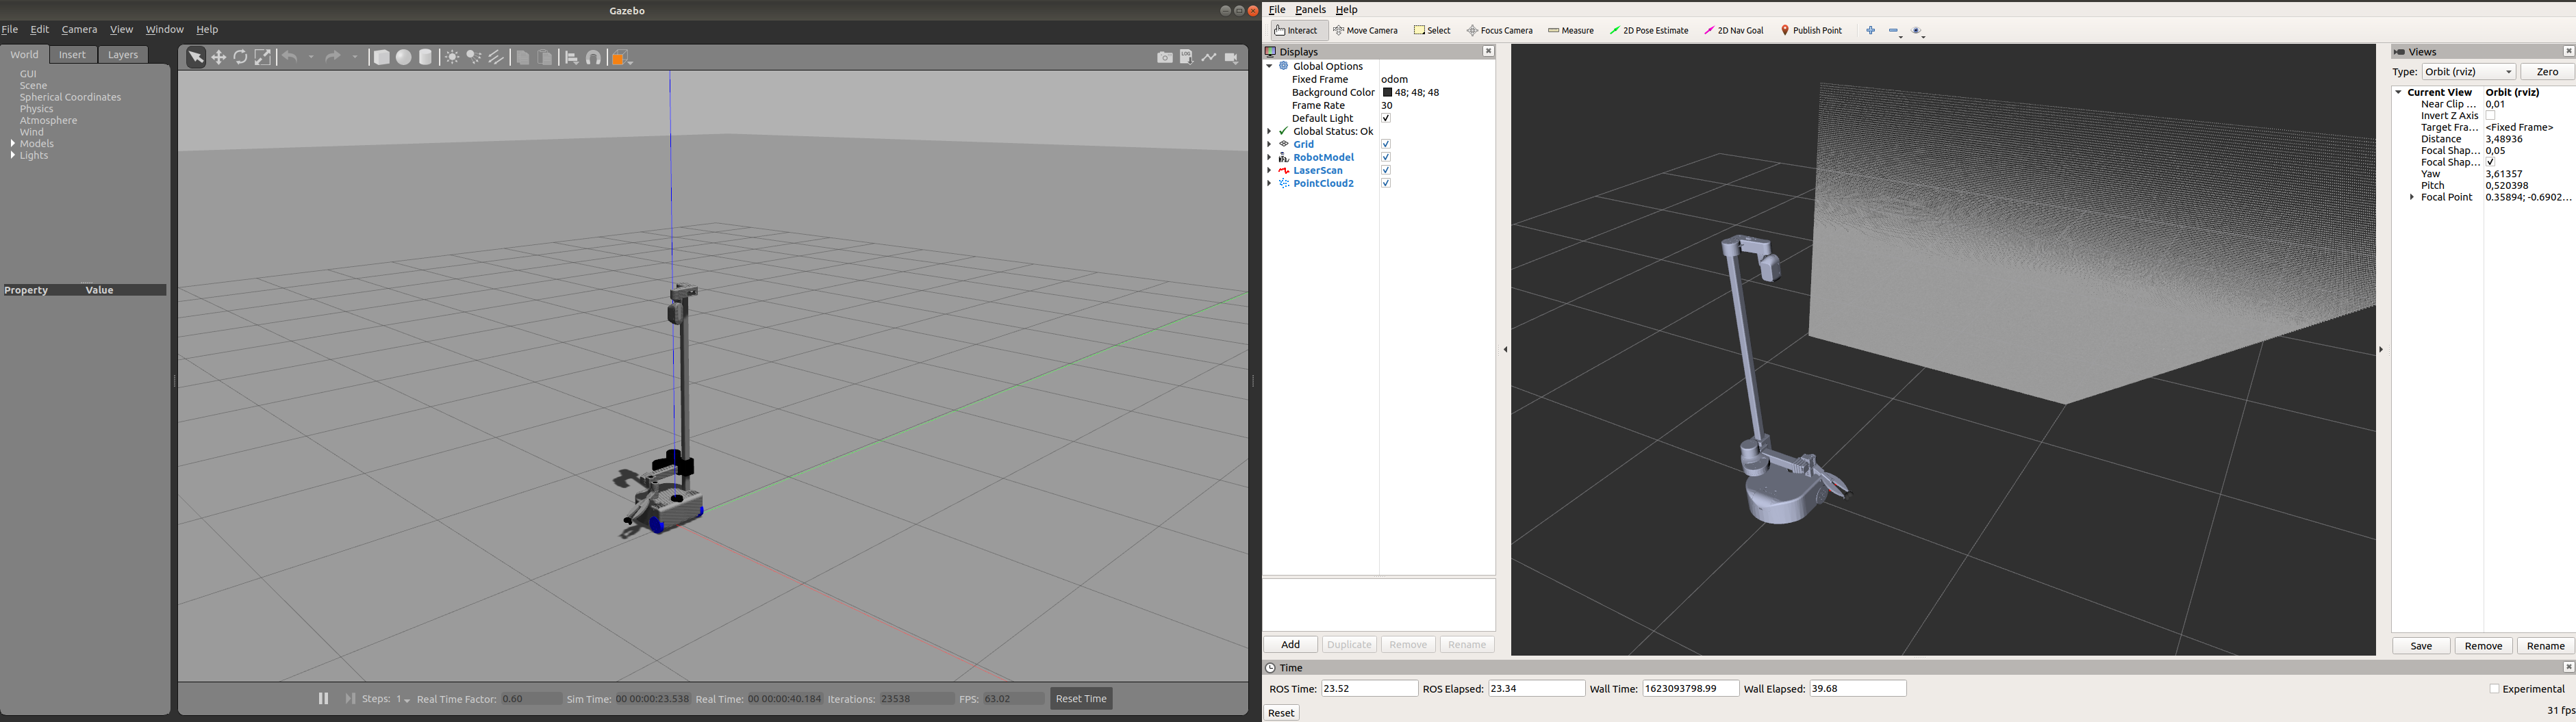 Gazebo
File Edit Camera View Window Help
World Insert Layers
GUI
Scene
Spherical Coordinates
Physics
Atmosphere
Wind
Models
Lights
Property Value
LOG
Steps: 1 Real Time Factor: 0.60 Sim Time: 00 00:00:23.538 Real Time: 00 00:00:40.184 Iterations: 23538 FPS: 63.02 Reset Time
File Panels Help
Interact Move Camera Select Focus Camera Measure 2D Pose Estimate 2D Nav Goal Publish Point
Displays
Global Options
Fixed Frame odom
Background Color 48; 48; 48
Frame Rate 30
Default Light
Global Status: Ok
Grid
RobotModel
LaserScan
PointCloud2
Add Duplicate Remove Rename
Views
Type: Orbit (rviz) Zero
Current View Orbit (rviz)
Near Clip ... 0,01
Invert Z Axis
Target Fra... <Fixed Frame>
Distance 3,48936
Focal Shap... 0,05
Focal Shap...
Yaw 3,61357
Pitch 0,520398
Focal Point 0.35894; -0.6902...
Save Remove Rename
Time
ROS Time: 23.52 ROS Elapsed: 23.34 Wall Time: 1623093798.99 Wall Elapsed: 39.68 Experimental
Reset 31 fps